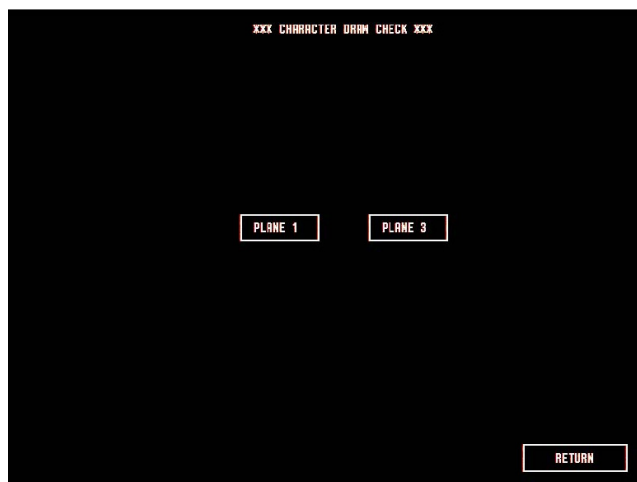 *** CHARACTER DRAM CHECK ***
PLANE 1 PLANE 3
RETURN